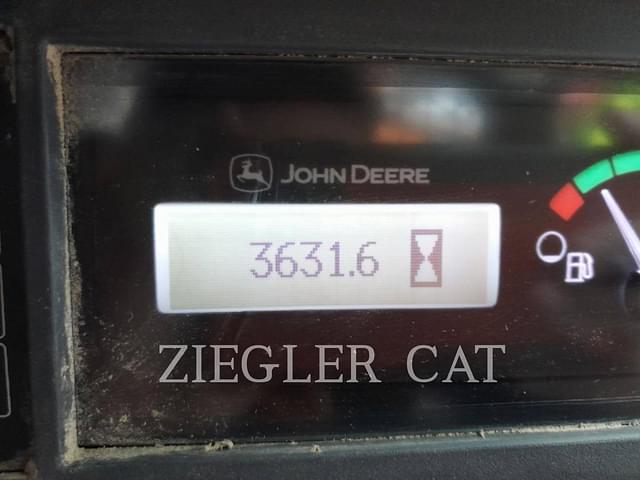 JOHN DEERE
3631.6
ZIEGLER CAT